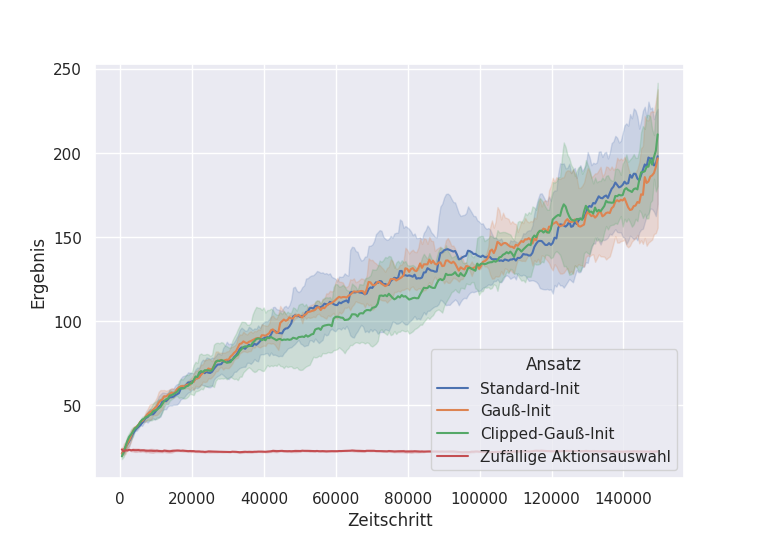 250
200
150
100
50
Ergebnis
Ansatz
Standard-Init
Gauß-Init
Clipped-Gauß-Init
Zufällige Aktionsauswahl
0 20000 40000 60000 80000 100000 120000 140000
Zeitschritt